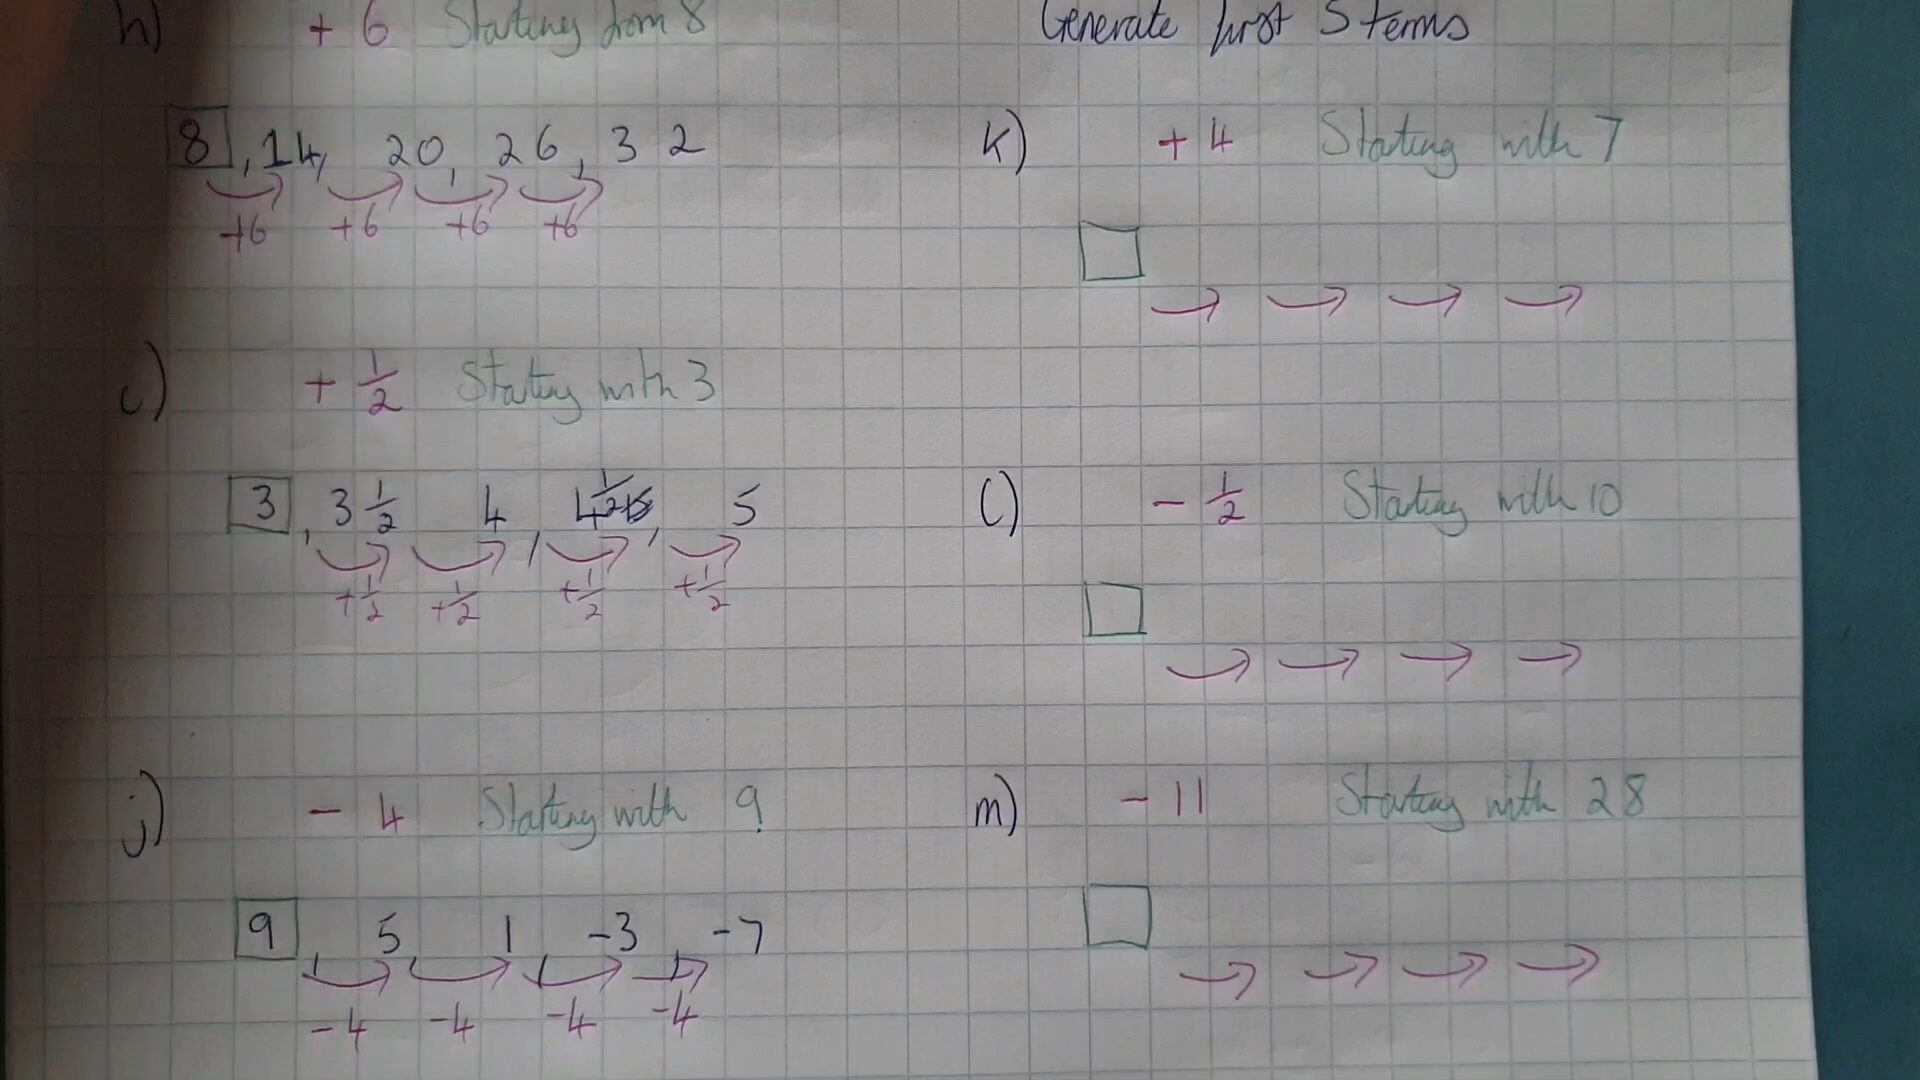 h) + 6 Starting from 8
8, 14, 20, 26, 32
+6 +6 +6 +6
i) + 1/2 Starting with 3
3, 3 1/2 4, 4 1/2, 5
+1/2 +1/2 +1/2 +1/2
j) - 4 Starting with 9
9, 5, 1, -3, -7
-4 -4 -4 -4
Generate first 5 terms
k) + 4 Starting with 7
l) - 1/2 Starting with 10
m) - 11 Starting with 28